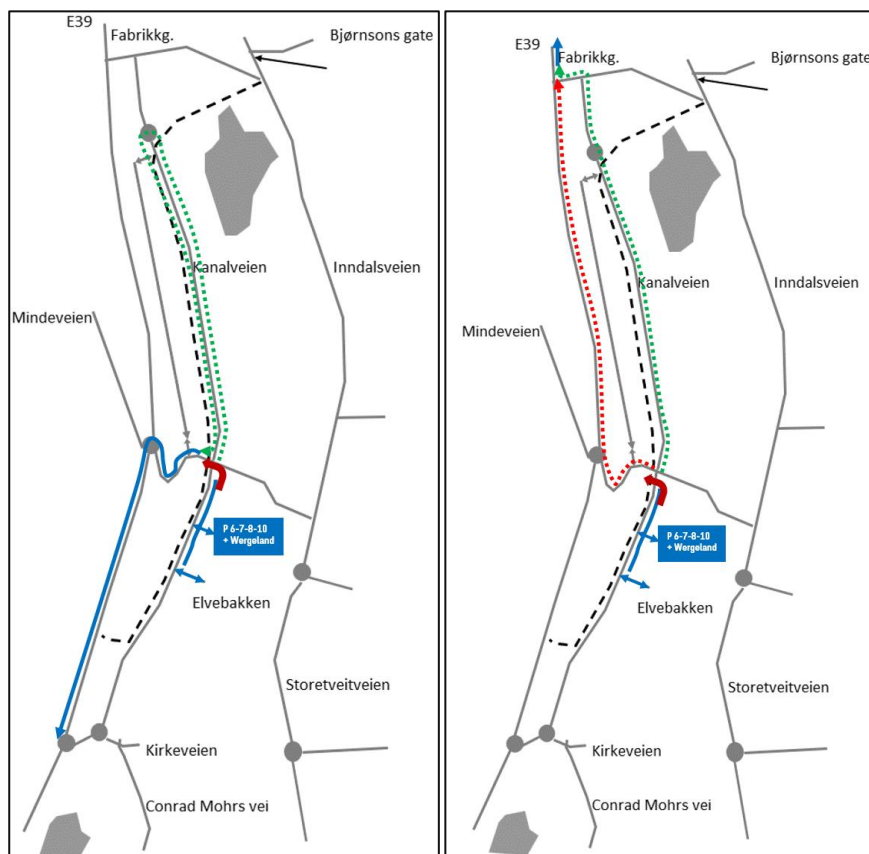 E39
Fabrikkg.
Bjørnsons gate
Kanalveien
Inndalsveien
Mindeveien
P 6-7-8-10
+ Wergeland
Elvebakken
Storetveitveien
Kirkeveien
Conrad Mohrs vei
E39
Fabrikkg.
Bjørnsons gate
Kanalveien
Inndalsveien
Mindeveien
P 6-7-8-10
+ Wergeland
Elvebakken
Storetveitveien
Kirkeveien
Conrad Mohrs vei